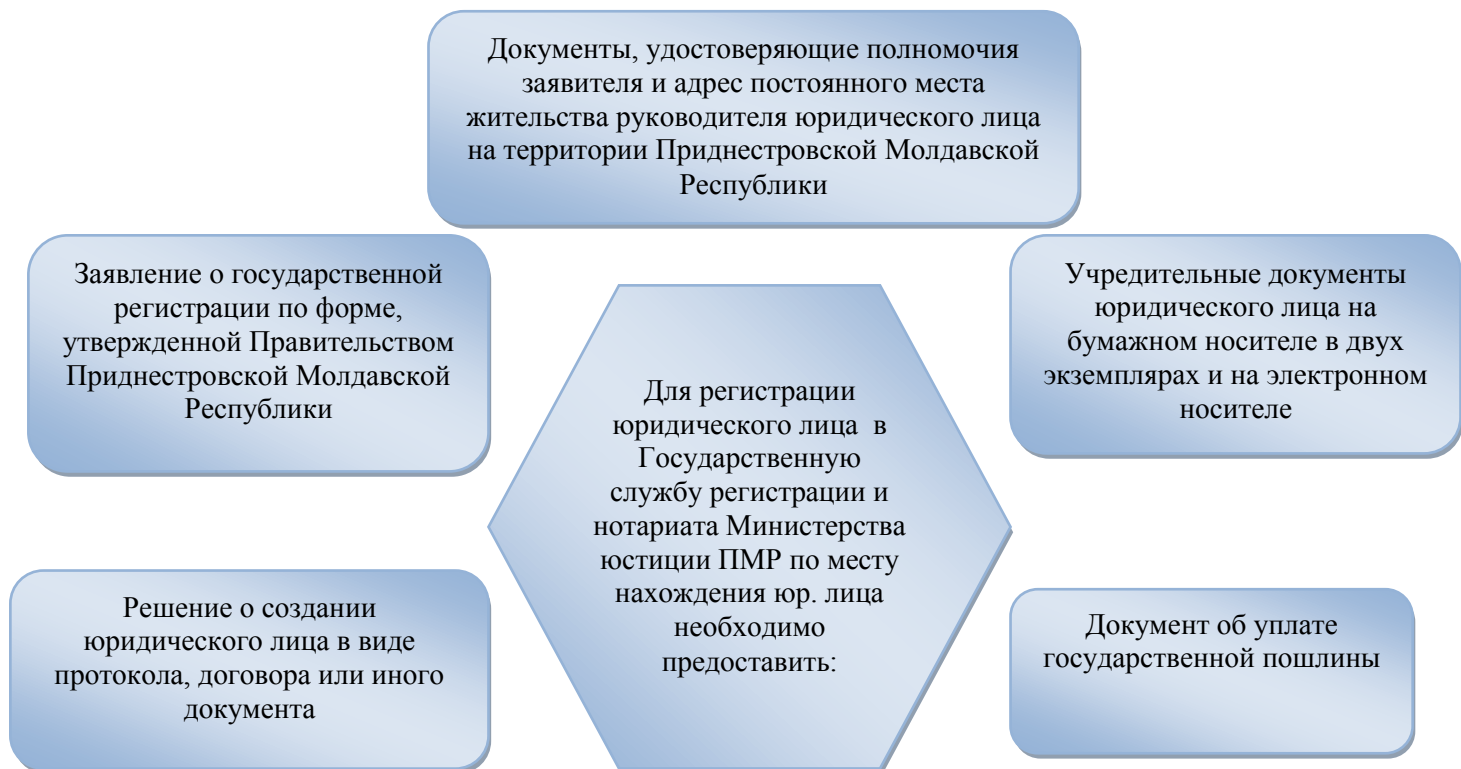 Документы, удостоверяющие полномочия
заявителя и адрес постоянного места
жительства руководителя юридического лица
на территории Приднестровской Молдавской
Республики
Заявление о государственной
регистрации по форме,
утвержденной Правительством
Приднестровской Молдавской
Республики
Учредительные документы
юридического лица на
бумажном носителе в двух
экземплярах и на электронном
носителе
Для регистрации
юридического лица в
Государственную
службу регистрации и
нотариата Министерства
юстиции ПМР по месту
нахождения юр. лица
необходимо
предоставить:
Решение о создании
юридического лица в виде
протокола, договора или иного
документа
Документ об уплате
государственной пошлины